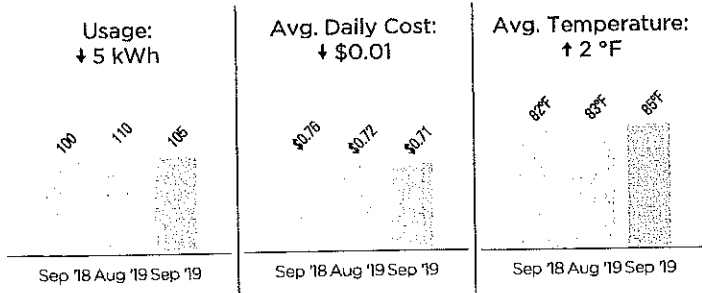 Usage:
↓ 5 kWh
100 110 105
Sep '18 Aug '19 Sep '19
Avg. Daily Cost:
↓ $0.01
$0.76 $0.72 $0.71
Sep '18 Aug '19 Sep '19
Avg. Temperature:
↑ 2 °F
82°F 83°F 85°F
Sep '18 Aug '19 Sep '19